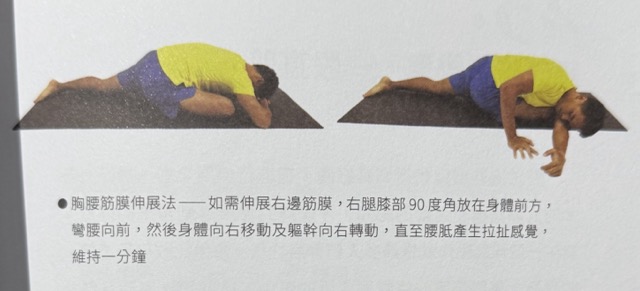 ●胸腰筋膜伸展法——如需伸展右邊筋膜，右腿膝部90度角放在身體前方，
彎腰向前，然後身體向右移動及軀幹向右轉動，直至腰骶產生拉扯感覺，
維持一分鐘